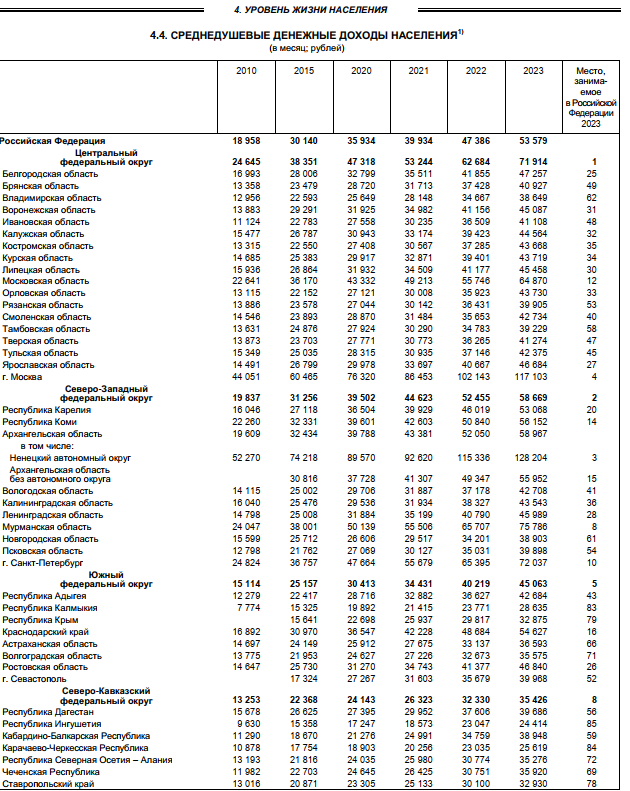 4. УРОВЕНЬ ЖИЗНИ НАСЕЛЕНИЯ
4.4. СРЕДНЕДУШЕВЫЕ ДЕНЕЖНЫЕ ДОХОДЫ НАСЕЛЕНИЯ1)
(в месяц; рублей)
2010 2015 2020 2021 2022 2023 Место,
занима-
емое
в Российской
Федерации
2023
Российская Федерация 18 958 30 140 35 934 39 934 47 386 53 579
Центральный
федеральный округ 24 645 38 351 47 318 53 244 62 684 71 914 1
Белгородская область 16 993 28 006 32 799 35 511 41 855 47 257 25
Брянская область 13 358 23 479 28 720 31 713 37 428 40 927 49
Владимирская область 12 956 22 593 25 649 28 148 34 667 38 649 62
Воронежская область 13 883 29 291 31 925 34 982 41 156 45 087 31
Ивановская область 11 124 22 783 27 558 30 235 36 509 41 108 48
Калужская область 15 477 26 787 30 943 33 174 39 423 44 564 32
Костромская область 13 315 22 550 27 408 30 567 37 285 43 668 35
Курская область 14 685 25 383 29 917 32 871 39 401 43 719 34
Липецкая область 15 936 26 864 31 932 34 509 41 177 45 458 30
Московская область 22 641 36 170 43 332 49 213 55 746 64 870 12
Орловская область 13 115 22 152 27 121 30 008 35 923 43 730 33
Рязанская область 13 886 23 578 27 044 30 142 36 431 39 905 53
Смоленская область 14 546 23 893 28 870 31 484 35 653 42 734 40
Тамбовская область 13 631 24 876 27 924 30 290 34 783 39 229 58
Тверская область 13 873 23 703 27 771 30 773 36 265 41 274 47
Тульская область 15 349 25 035 28 315 30 935 37 146 42 375 45
Ярославская область 14 491 26 799 29 978 33 697 40 667 46 684 27
г. Москва 44 051 60 465 76 320 86 453 102 143 117 103 4
Северо-Западный
федеральный округ 19 837 31 256 39 502 44 623 52 455 58 669 2
Республика Карелия 16 046 27 118 36 504 39 929 46 019 53 068 20
Республика Коми 22 260 32 331 39 601 42 603 50 840 56 152 14
Архангельская область 19 609 32 434 39 788 43 381 52 050 58 967
в том числе:
Ненецкий автономный округ 52 270 74 218 89 570 92 620 115 336 128 204 3
Архангельская область
без автономного округа 30 816 37 728 41 307 49 347 55 952 15
Вологодская область 14 115 25 002 29 706 31 887 37 178 42 708 41
Калининградская область 16 040 25 476 29 536 31 934 38 327 43 543 36
Ленинградская область 14 798 25 008 31 884 35 199 40 790 45 989 28
Мурманская область 24 047 38 001 50 139 55 506 65 707 75 786 8
Новгородская область 15 599 25 712 26 606 29 517 34 201 38 903 61
Псковская область 12 798 21 762 27 069 30 127 35 031 39 898 54
г. Санкт-Петербург 24 824 36 757 47 664 55 679 65 395 72 037 10
Южный
федеральный округ 15 114 25 157 30 413 34 431 40 219 45 063 5
Республика Адыгея 12 279 22 417 28 716 32 882 36 627 42 684 43
Республика Калмыкия 7 774 15 325 19 892 21 415 23 771 28 635 83
Республика Крым 15 641 22 698 25 937 29 817 32 875 79
Краснодарский край 16 892 30 970 36 547 42 228 48 684 54 627 16
Астраханская область 14 697 24 149 25 912 27 675 33 137 36 593 66
Волгоградская область 13 775 21 953 24 627 27 226 32 673 35 575 71
Ростовская область 14 647 25 730 31 270 34 743 41 377 46 840 26
г. Севастополь 17 324 27 267 31 603 35 679 39 968 52
Северо-Кавказский
федеральный округ 13 253 22 368 24 143 26 323 32 330 35 426 8
Республика Дагестан 15 678 26 625 27 395 29 952 37 606 39 686 56
Республика Ингушетия 9 630 15 358 17 247 18 573 23 047 24 414 85
Кабардино-Балкарская Республика 11 290 18 670 21 276 24 991 34 759 38 948 59
Карачаево-Черкесская Республика 10 878 17 754 18 903 20 256 23 035 25 619 84
Республика Северная Осетия – Алания 13 193 21 816 24 035 25 980 30 774 35 276 72
Чеченская Республика 11 982 22 703 24 645 26 425 30 751 35 920 69
Ставропольский край 13 016 20 871 23 305 25 133 30 100 32 930 78